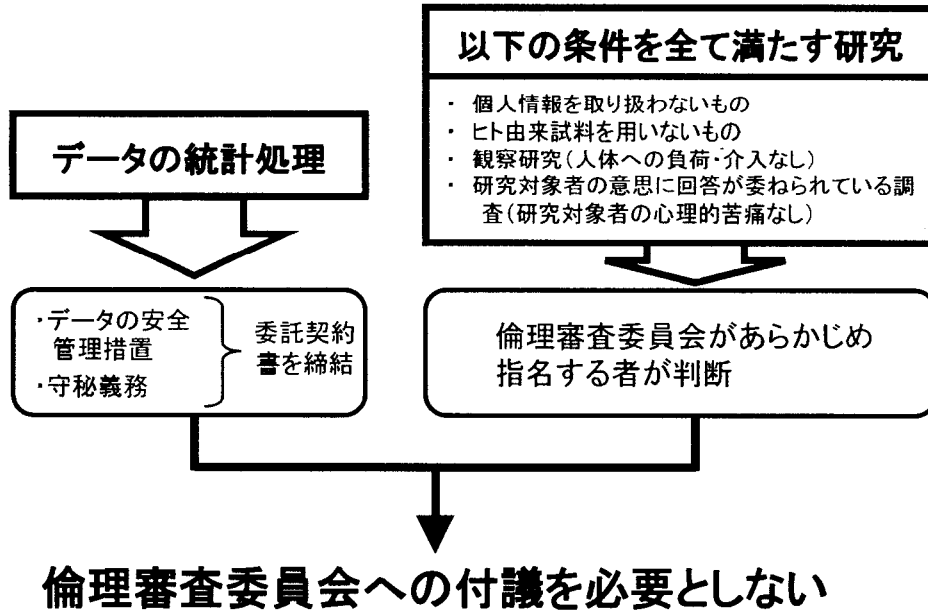 データの統計処理
・データの安全
管理措置
・守秘義務
委託契約
書を締結
以下の条件を全て満たす研究
・ 個人情報を取り扱わないもの
・ ヒト由来試料を用いないもの
・ 観察研究(人体への負荷・介入なし)
・ 研究対象者の意思に回答が委ねられている調
査(研究対象者の心理的苦痛なし)
倫理審査委員会があらかじめ
指名する者が判断
倫理審査委員会への付議を必要としない